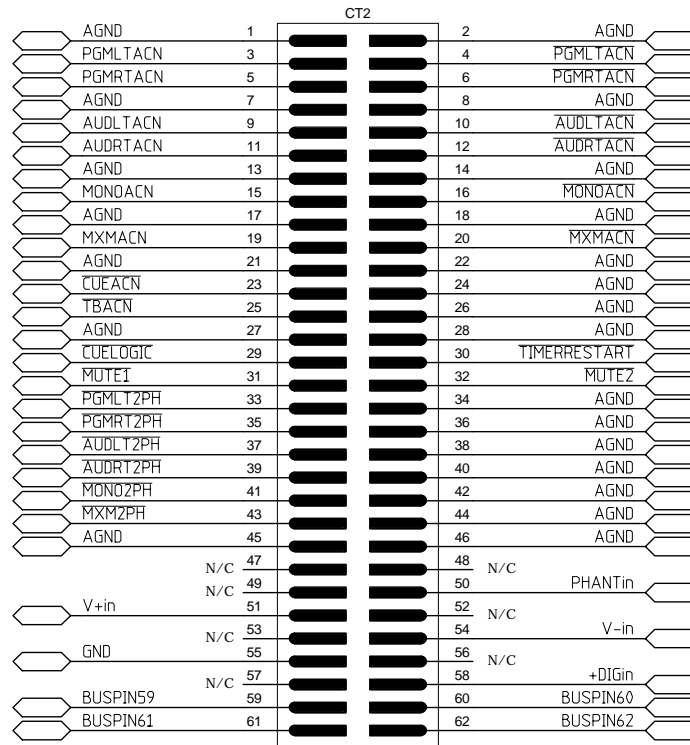 CT2
AGND 1 2 AGND
PGMLTACN 3 4 PGMLTACN
PGMRTACN 5 6 PGMRTACN
AGND 7 8 AGND
AUDLTACN 9 10 AUDLTACN
AUDRTACN 11 12 AUDRTACN
AGND 13 14 AGND
MONOACN 15 16 MONOACN
AGND 17 18 AGND
MXMACN 19 20 MXMACN
AGND 21 22 AGND
CUEACN 23 24 AGND
TBACN 25 26 AGND
AGND 27 28 AGND
CUELOGIC 29 30 TIMERRESTART
MUTE1 31 32 MUTE2
PGMLT2PH 33 34 AGND
PGMRT2PH 35 36 AGND
AUDLT2PH 37 38 AGND
AUDRT2PH 39 40 AGND
MONO2PH 41 42 AGND
MXM2PH 43 44 AGND
AGND 45 46 AGND
N/C 47 48 N/C
N/C 49 50 PHANTin
V+in 51 52 N/C
N/C 53 54 V-in
GND 55 56 N/C
N/C 57 58 +DIGin
BUSPIN59 59 60 BUSPIN60
BUSPIN61 61 62 BUSPIN62